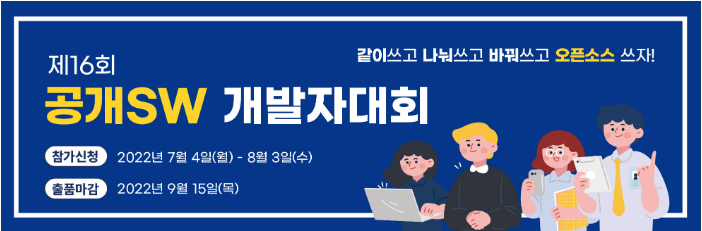 같이쓰고 나눠쓰고 바꿔쓰고 오픈소스 쓰자!
제16회
공개SW 개발자대회
참가신청 2022년 7월 4일(월) - 8월 3일(수)
출품마감 2022년 9월 15일(목)